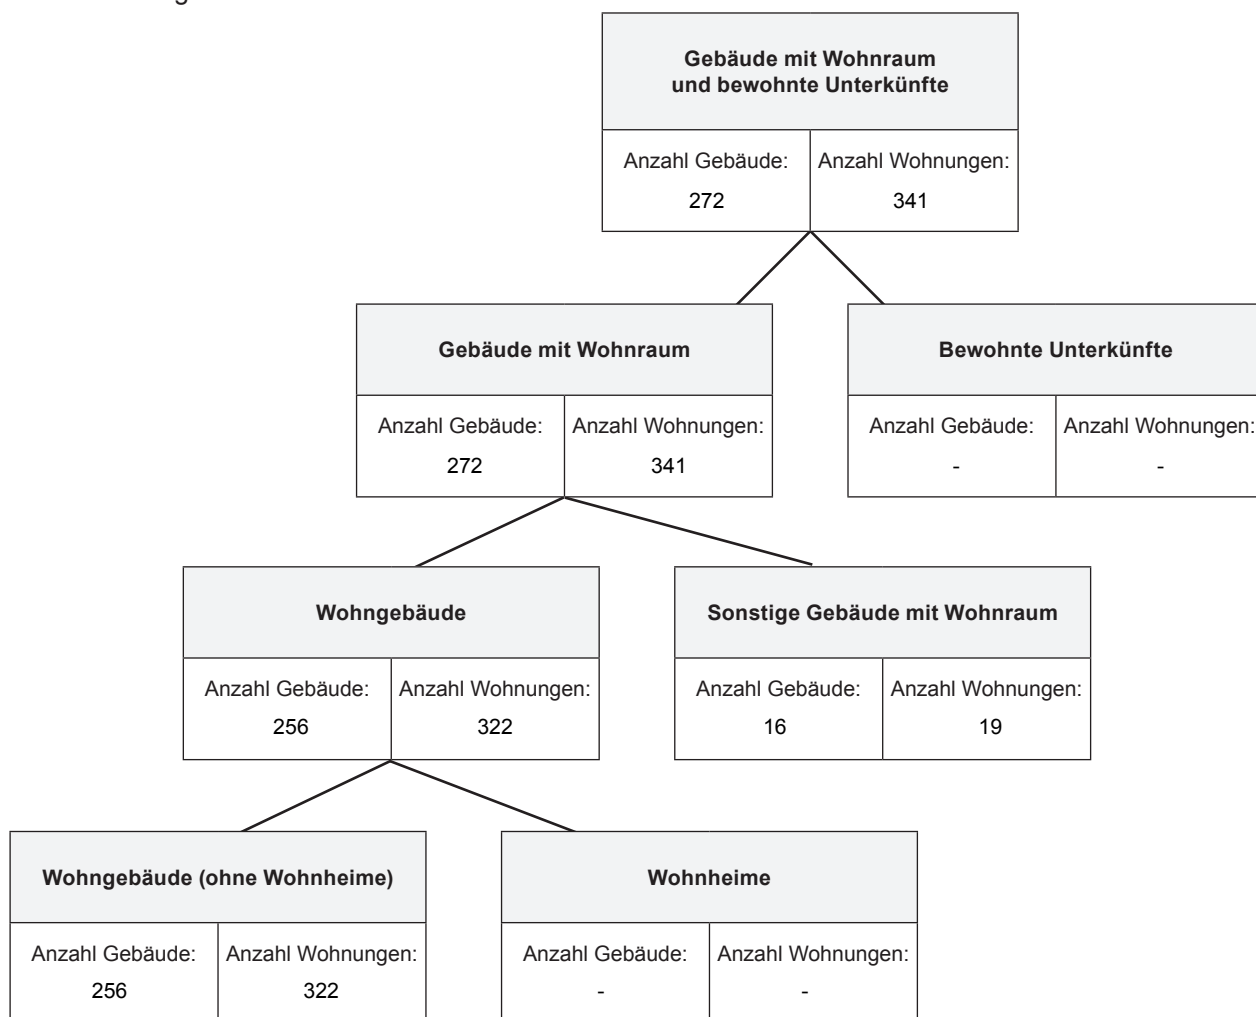 Gebäude mit Wohnraum
und bewohnte Unterkünfte
Anzahl Gebäude: Anzahl Wohnungen:
272 341
Gebäude mit Wohnraum
Anzahl Gebäude: Anzahl Wohnungen:
272 341
Bewohnte Unterkünfte
Anzahl Gebäude: Anzahl Wohnungen:
- -
Wohngebäude
Anzahl Gebäude: Anzahl Wohnungen:
256 322
Sonstige Gebäude mit Wohnraum
Anzahl Gebäude: Anzahl Wohnungen:
16 19
Wohngebäude (ohne Wohnheime)
Anzahl Gebäude: Anzahl Wohnungen:
256 322
Wohnheime
Anzahl Gebäude: Anzahl Wohnungen:
- -